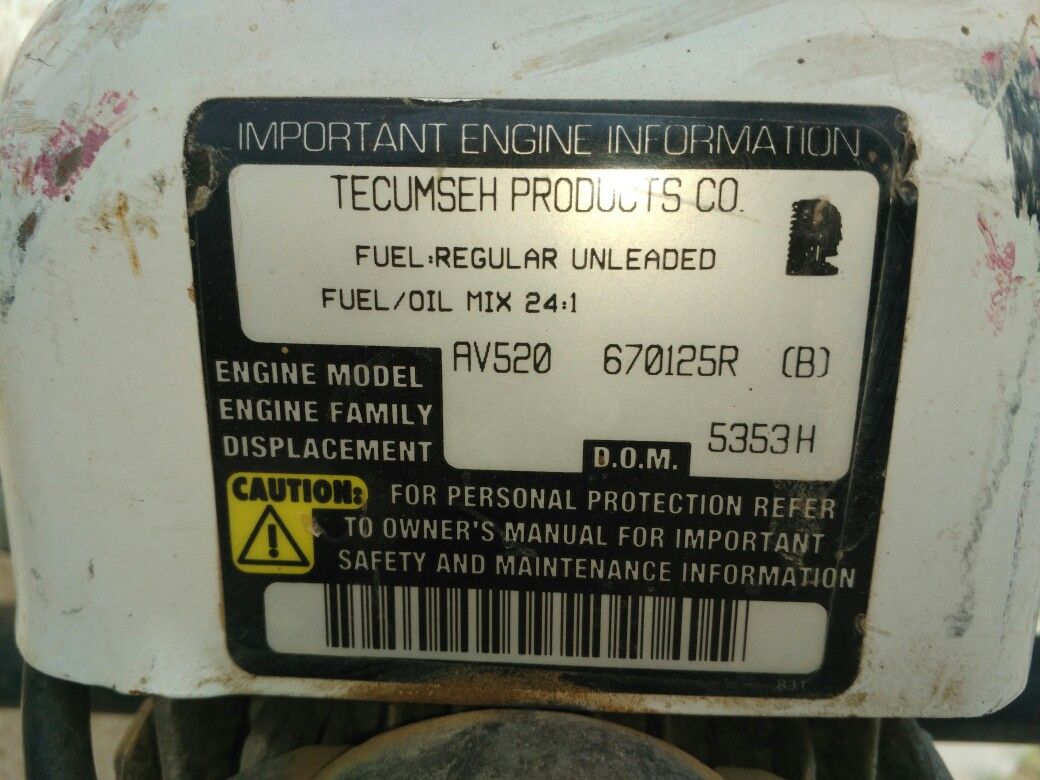 IMPORTANT ENGINE INFORMATION
TECUMSEH PRODUCTS CO.
FUEL:REGULAR UNLEADED
FUEL/OIL MIX 24:1
ENGINE MODEL AV520 670125R (B)
ENGINE FAMILY
DISPLACEMENT D.O.M. 5353H
CAUTION: FOR PERSONAL PROTECTION REFER
TO OWNER'S MANUAL FOR IMPORTANT
SAFETY AND MAINTENANCE INFORMATION